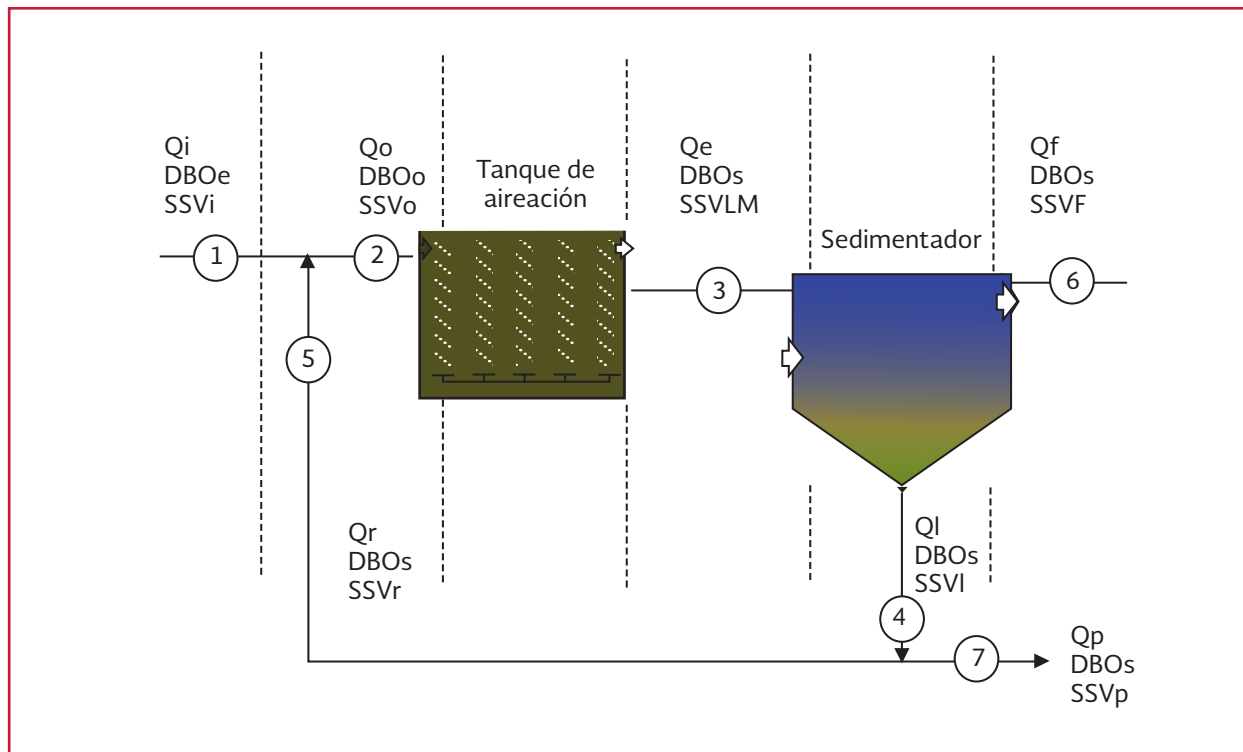 Qi
DBOe
SSVi
Qo
DBOo
SSVo
Tanque de
aireación
Qe
DBOs
SSVLM
Sedimentador
Qf
DBOs
SSVF
1
2
3
6
5
Qr
DBOs
SSVr
Ql
DBOs
SSVl
4
7
Qp
DBOs
SSVp